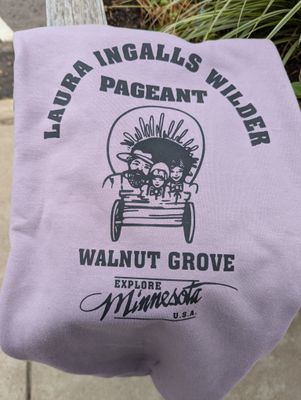 LAURA INGALLS WILDER
PAGEANT
WALNUT GROVE
EXPLORE
Minnesota
U.S.A.